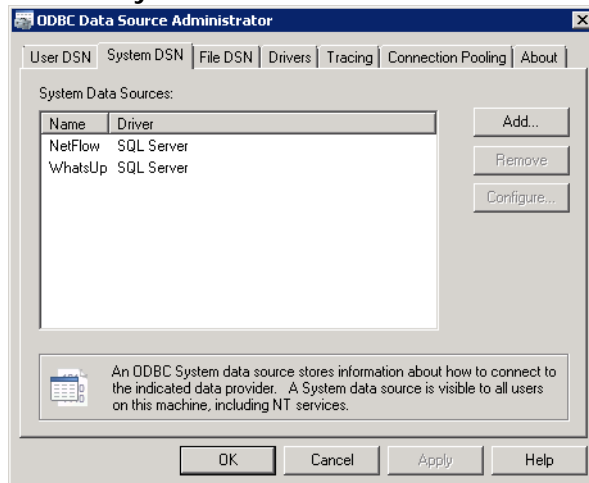 ODBC Data Source Administrator
User DSN System DSN File DSN Drivers Tracing Connection Pooling About
System Data Sources:
Name Driver
NetFlow SQL Server
WhatsUp SQL Server
Add...
Remove
Configure...
An ODBC System data source stores information about how to connect to
the indicated data provider. A System data source is visible to all users
on this machine, including NT services.
OK Cancel Apply Help